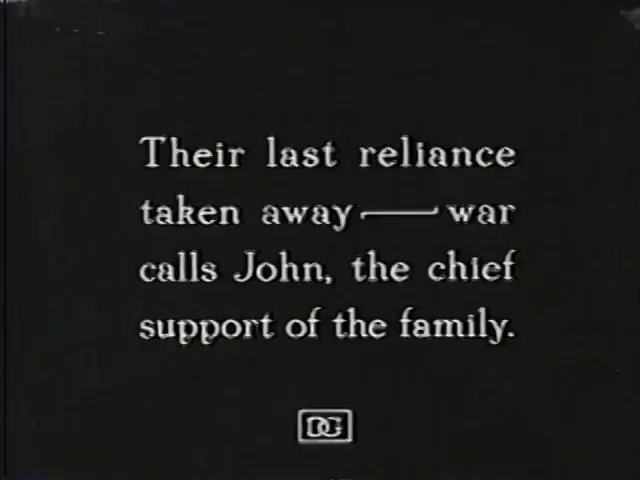 Their last reliance
taken away — war
calls John, the chief
support of the family.
DG